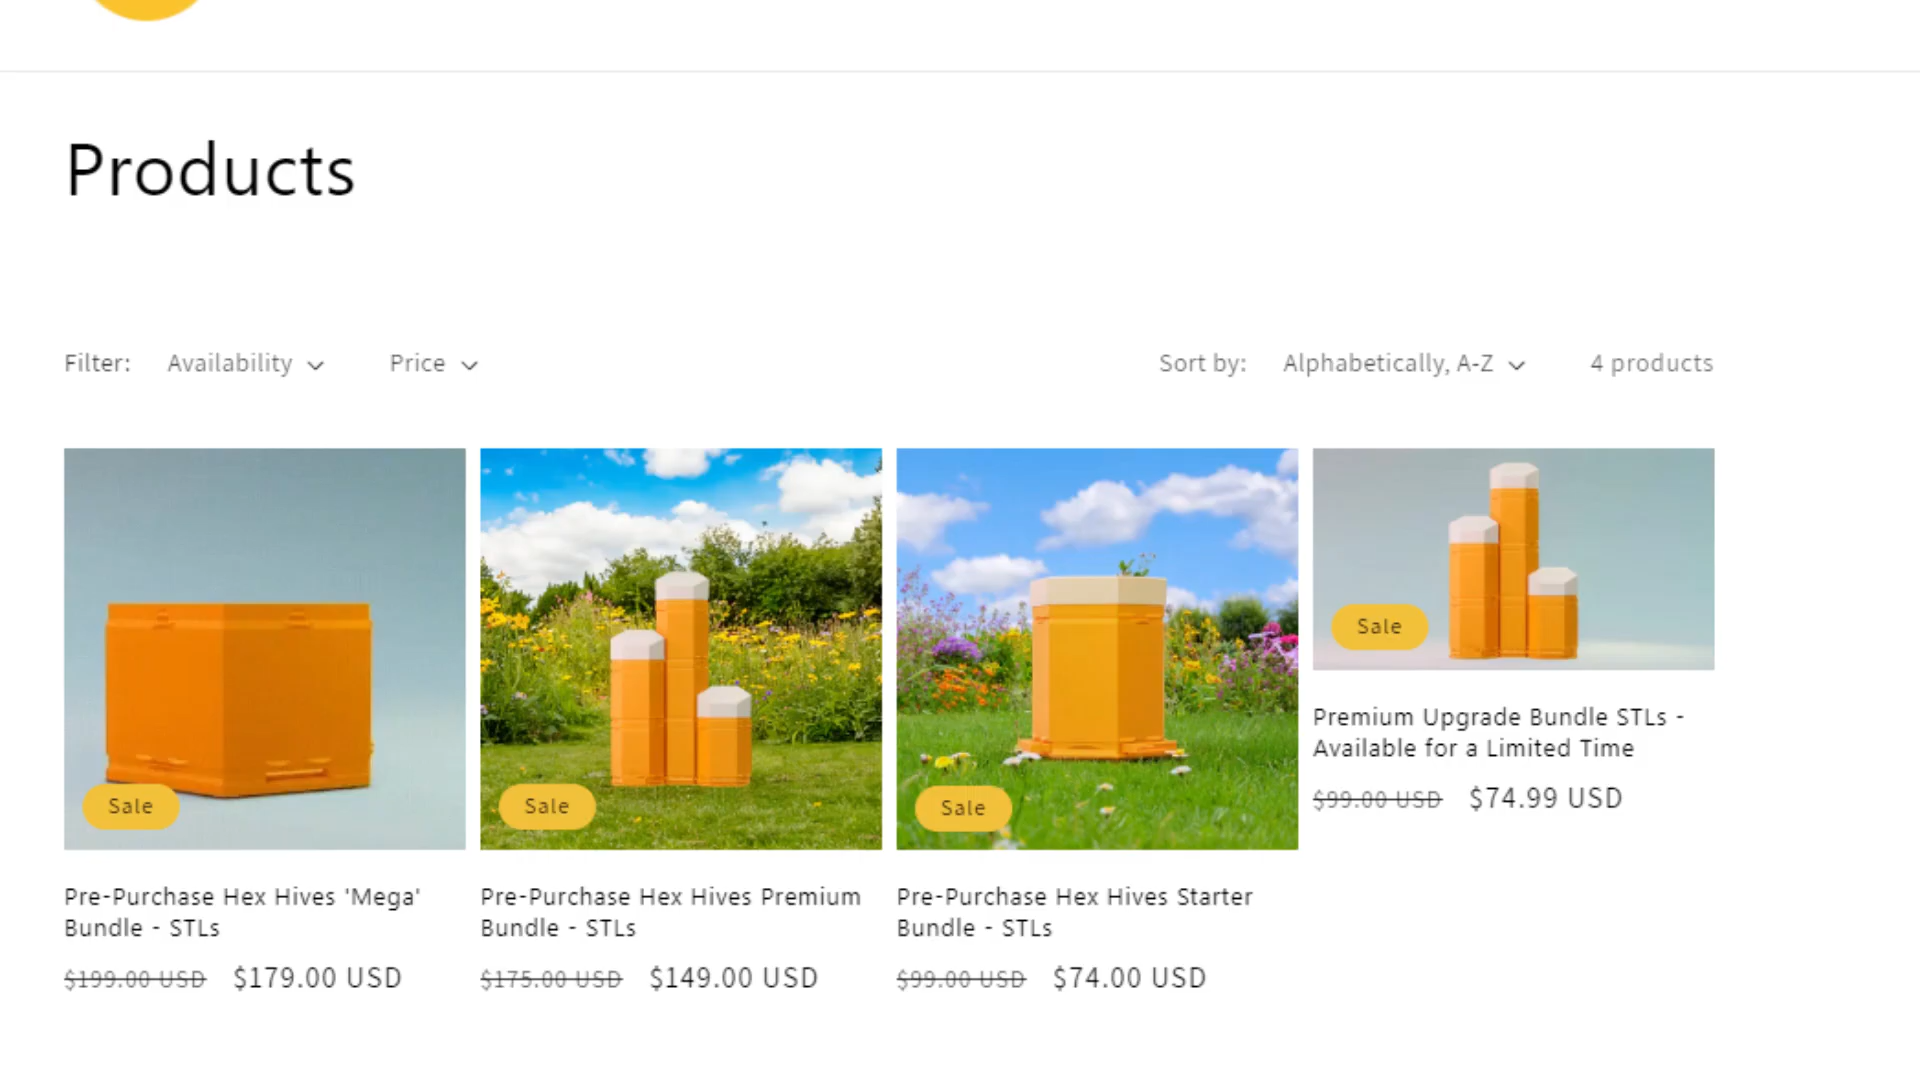 Products
Filter:
Availability
Price
Sort by:
Alphabetically, A-Z
4 products
Sale
Pre-Purchase Hex Hives 'Mega'
Bundle - STLs
$199.00 USD $179.00 USD
Sale
Pre-Purchase Hex Hives Premium
Bundle - STLs
$175.00 USD $149.00 USD
Sale
Pre-Purchase Hex Hives Starter
Bundle - STLs
$99.00 USD $74.00 USD
Sale
Premium Upgrade Bundle STLs -
Available for a Limited Time
$99.00 USD $74.99 USD